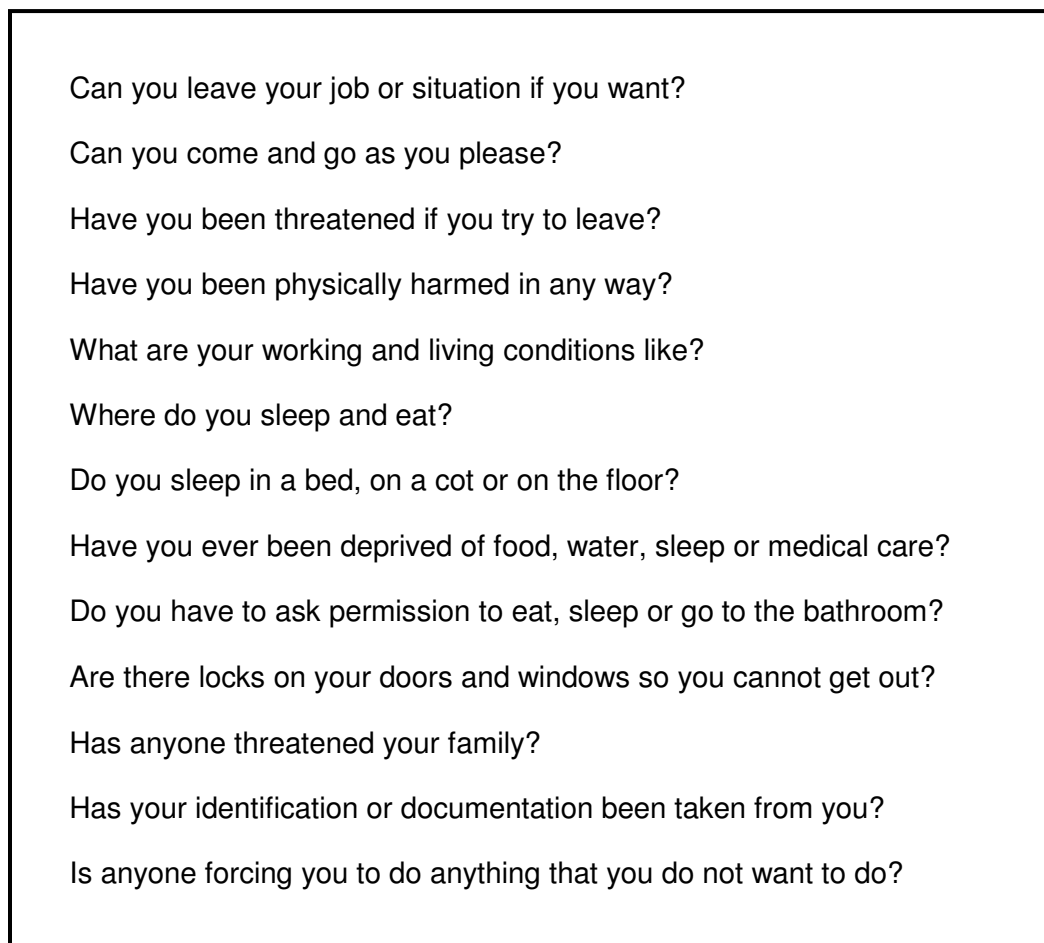 Can you leave your job or situation if you want?
Can you come and go as you please?
Have you been threatened if you try to leave?
Have you been physically harmed in any way?
What are your working and living conditions like?
Where do you sleep and eat?
Do you sleep in a bed, on a cot or on the floor?
Have you ever been deprived of food, water, sleep or medical care?
Do you have to ask permission to eat, sleep or go to the bathroom?
Are there locks on your doors and windows so you cannot get out?
Has anyone threatened your family?
Has your identification or documentation been taken from you?
Is anyone forcing you to do anything that you do not want to do?